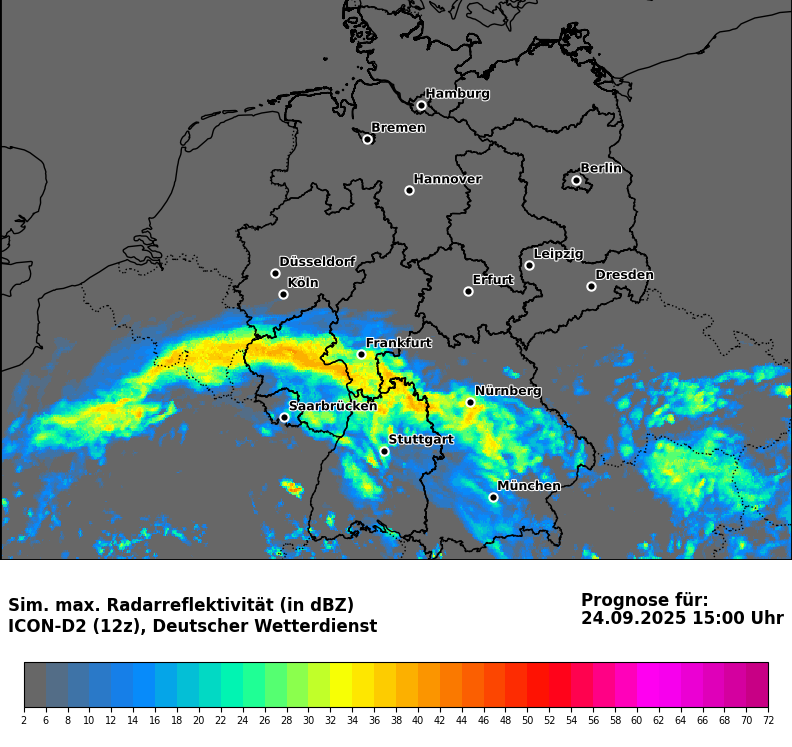 Hamburg
Bremen
Berlin
Hannover
Leipzig
Düsseldorf
Dresden
Köln
Erfurt
Frankfurt
Nürnberg
Saarbrücken
Stuttgart
München
Sim. max. Radarreflektivität (in dBZ)
ICON-D2 (12z), Deutscher Wetterdienst
Prognose für:
24.09.2025 15:00 Uhr
2 6 8 10 12 14 16 18 20 22 24 26 28 30 32 34 36 38 40 42 44 46 48 50 52 54 56 58 60 62 64 66 68 70 72